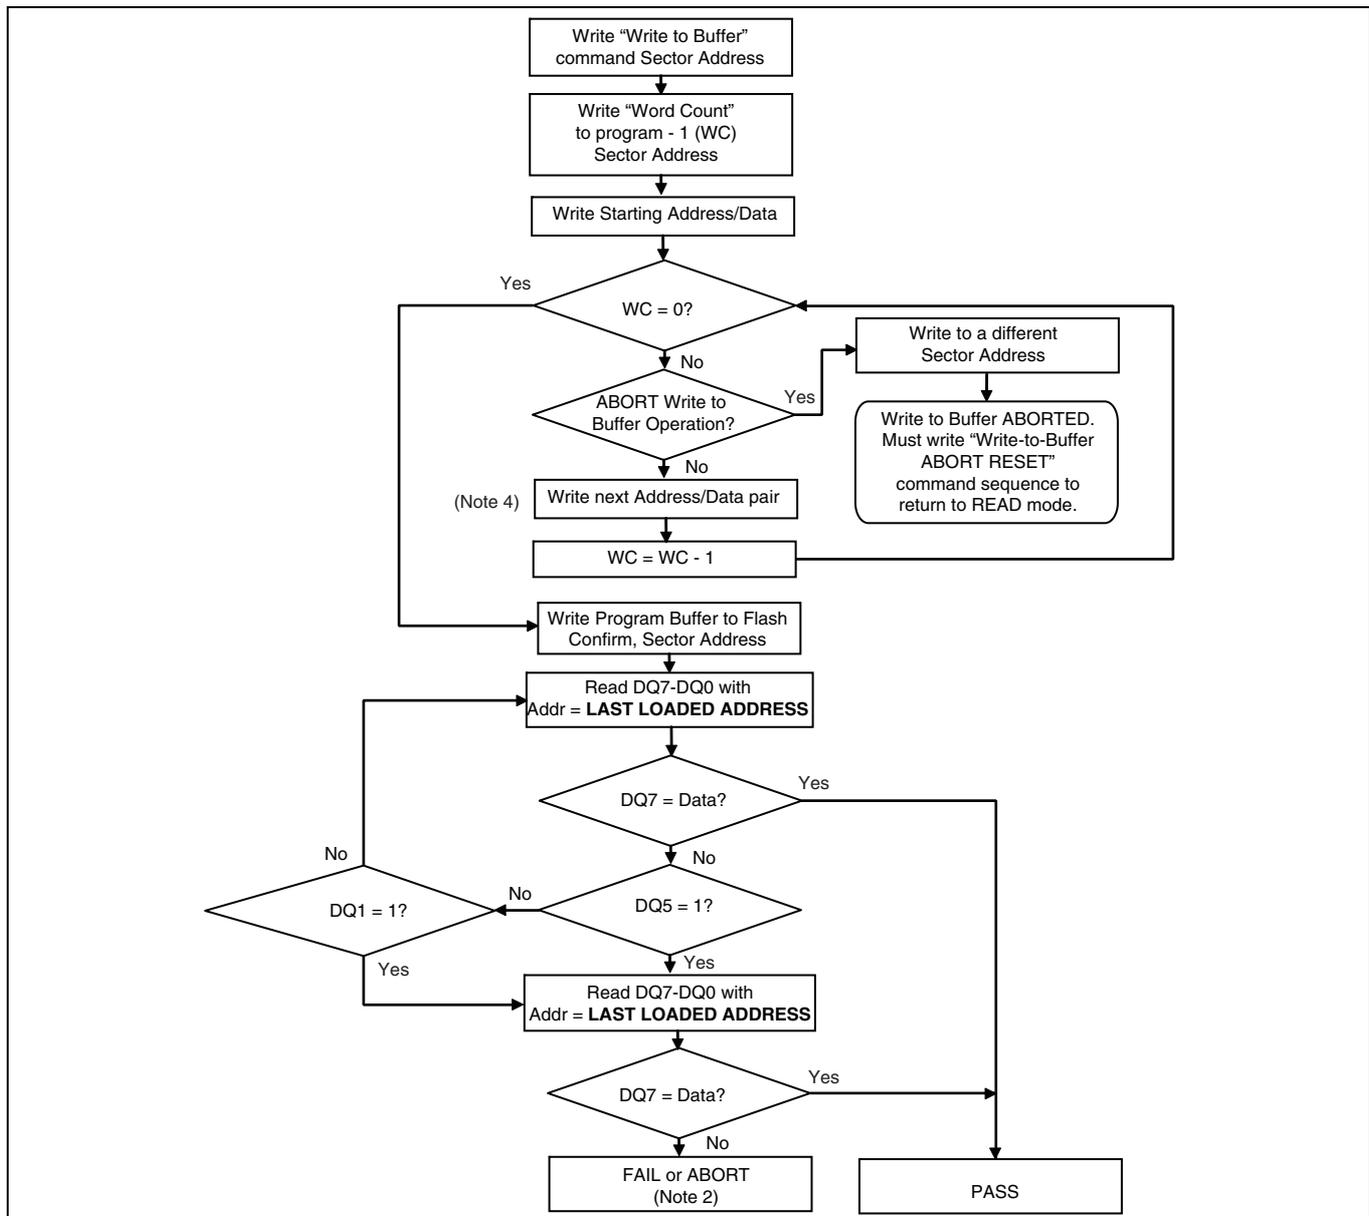 Write “Write to Buffer”
command Sector Address
Write “Word Count”
to program - 1 (WC)
Sector Address
Write Starting Address/Data
Yes
WC = 0?
No
Write to a different
Sector Address
ABORT Write to
Buffer Operation?
Yes
No
Write to Buffer ABORTED.
Must write “Write-to-Buffer
ABORT RESET”
command sequence to
return to READ mode.
(Note 4)
Write next Address/Data pair
WC = WC - 1
Write Program Buffer to Flash
Confirm, Sector Address
Read DQ7-DQ0 with
Addr = LAST LOADED ADDRESS
DQ7 = Data?
Yes
No
DQ5 = 1?
No
DQ1 = 1?
No
Yes
Yes
Read DQ7-DQ0 with
Addr = LAST LOADED ADDRESS
DQ7 = Data?
Yes
No
FAIL or ABORT
(Note 2)
PASS